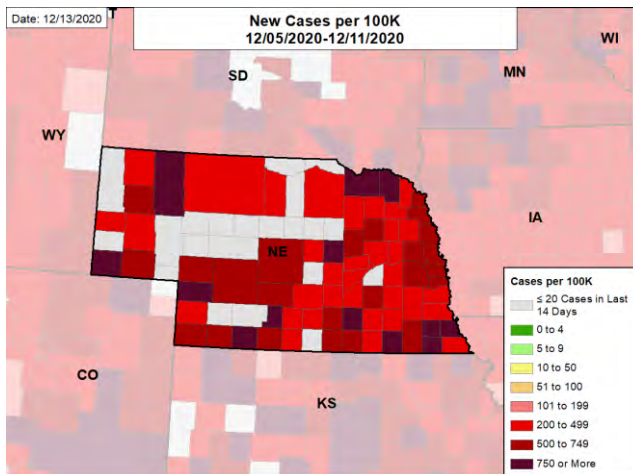 Date: 12/13/2020
New Cases per 100K
12/05/2020-12/11/2020
WI
SD
MN
WY
IA
NE
CO
KS
Cases per 100K
≤ 20 Cases in Last
14 Days
0 to 4
5 to 9
10 to 50
51 to 100
101 to 199
200 to 499
500 to 749
750 or More